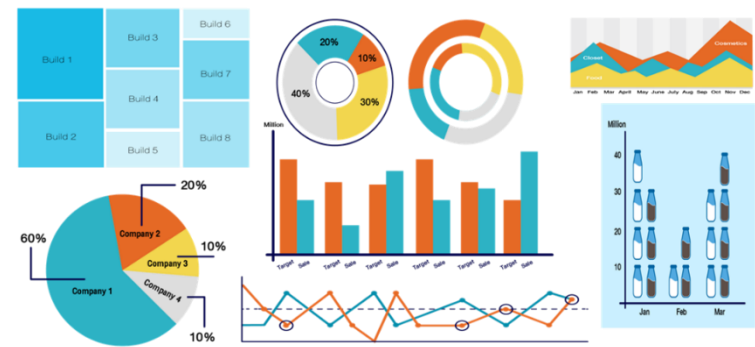 Build 1
Build 2
Build 3
Build 4
Build 5
Build 6
Build 7
Build 8
20%
10%
30%
40%
Cosmetics
Closet
Food
Jan Feb Mar April May June July Aug Sep Oct Nov Dec
Million
Target Sale Target Sale Target Sale Target Sale Target Sale Target Sale
Million
40
30
20
10
Jan Feb Mar
20%
60%
10%
10%
Company 2
Company 3
Company 4
Company 1